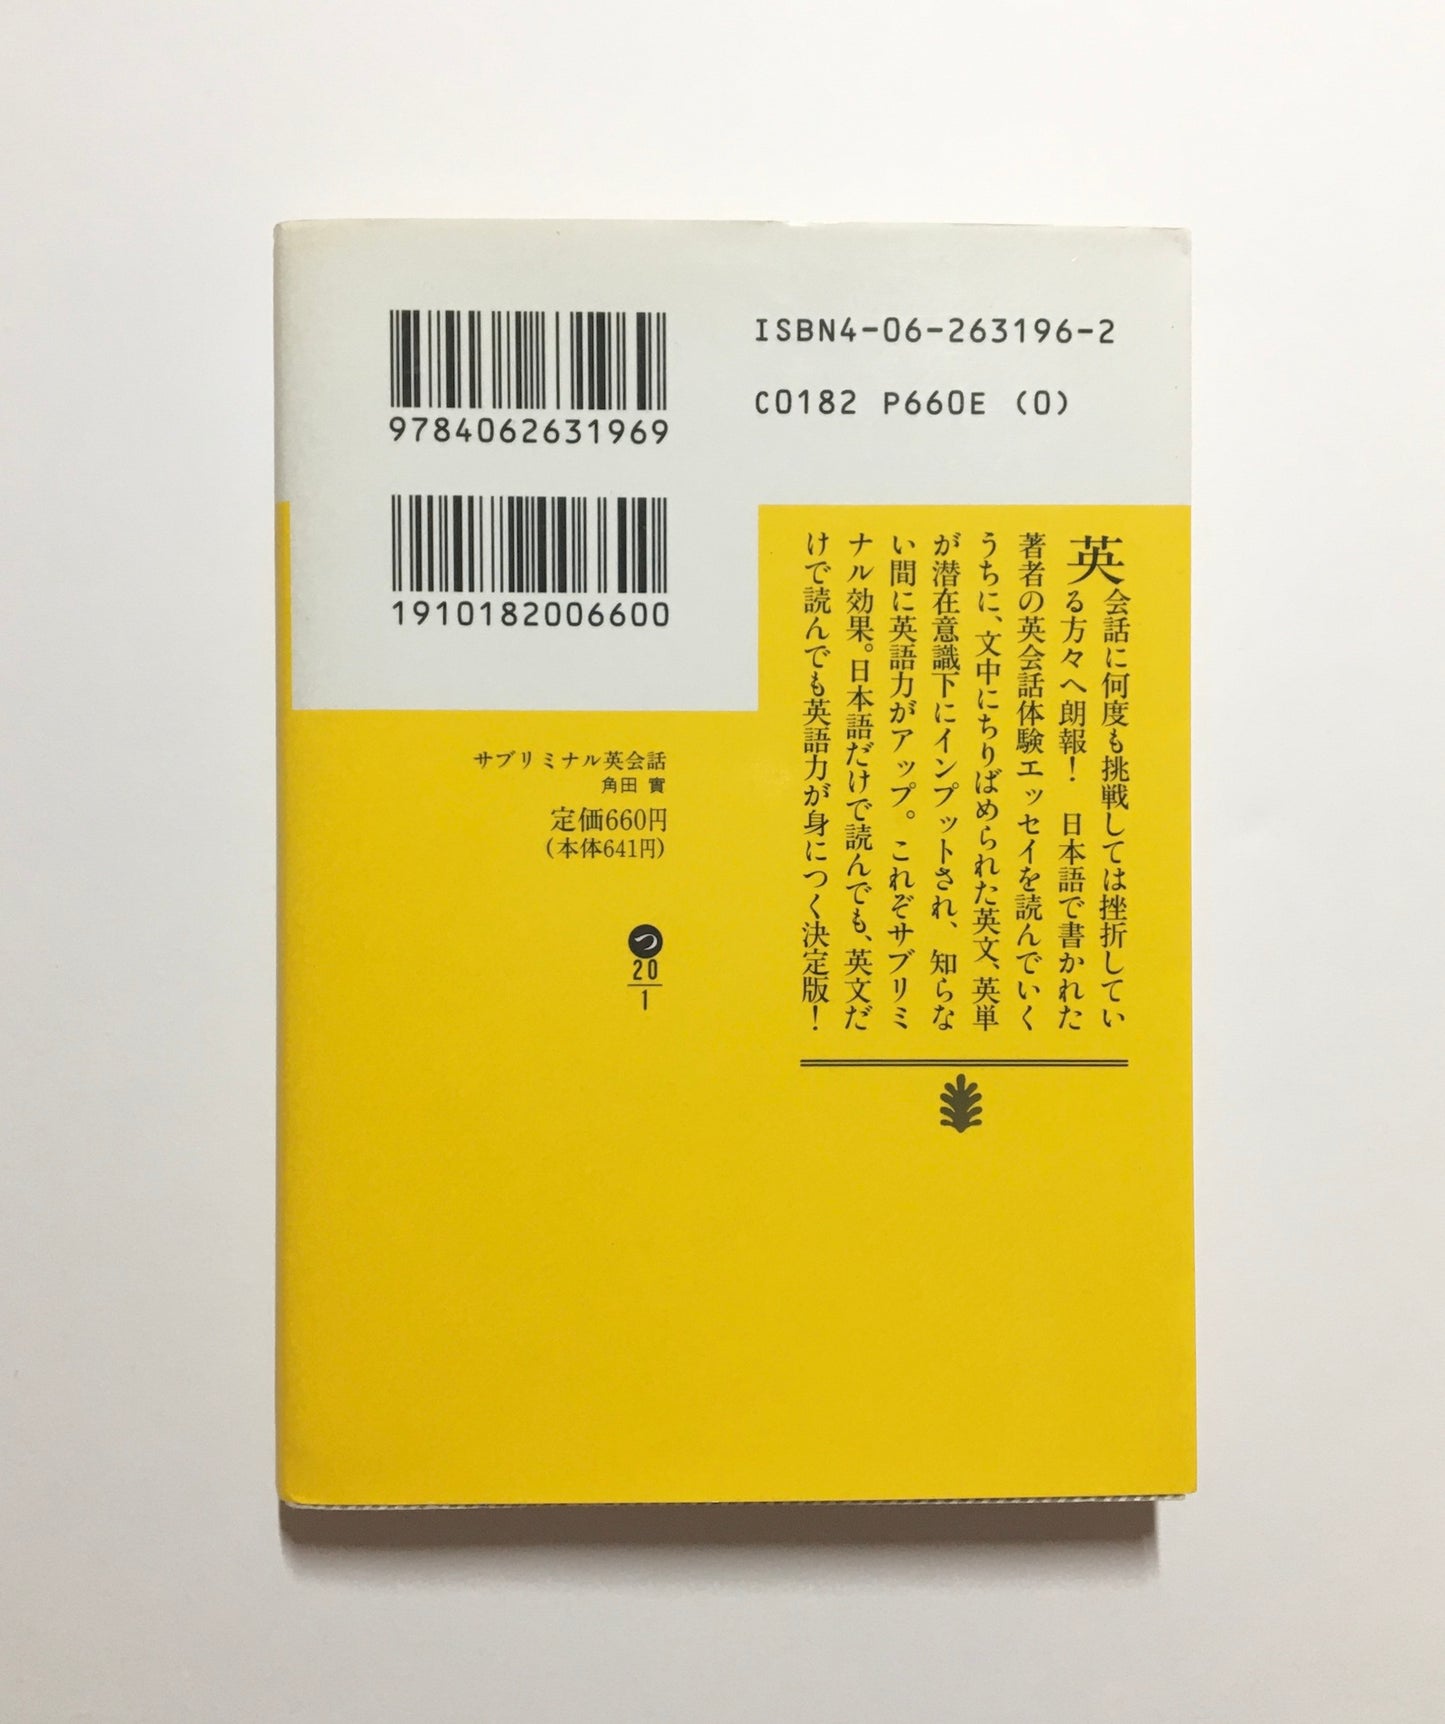 9784062631969
ISBN4-06-263196-2
C0182 P660E (0)
1910182006600
英会話に何度も挑戦しては挫折してい
る方々へ朗報！　日本語で書かれた
著者の英会話体験エッセイを読んでいく
うちに、文中にちりばめられた英文、英単
が潜在意識下にインプットされ、知らな
い間に英語力がアップ。これぞサブリミ
ナル効果。日本語だけで読んでも、英文だ
けで読んでも英語力が身につく決定版！
サブリミナル英会話
角田 實
定価660円
(本体641円)
つ
20
1